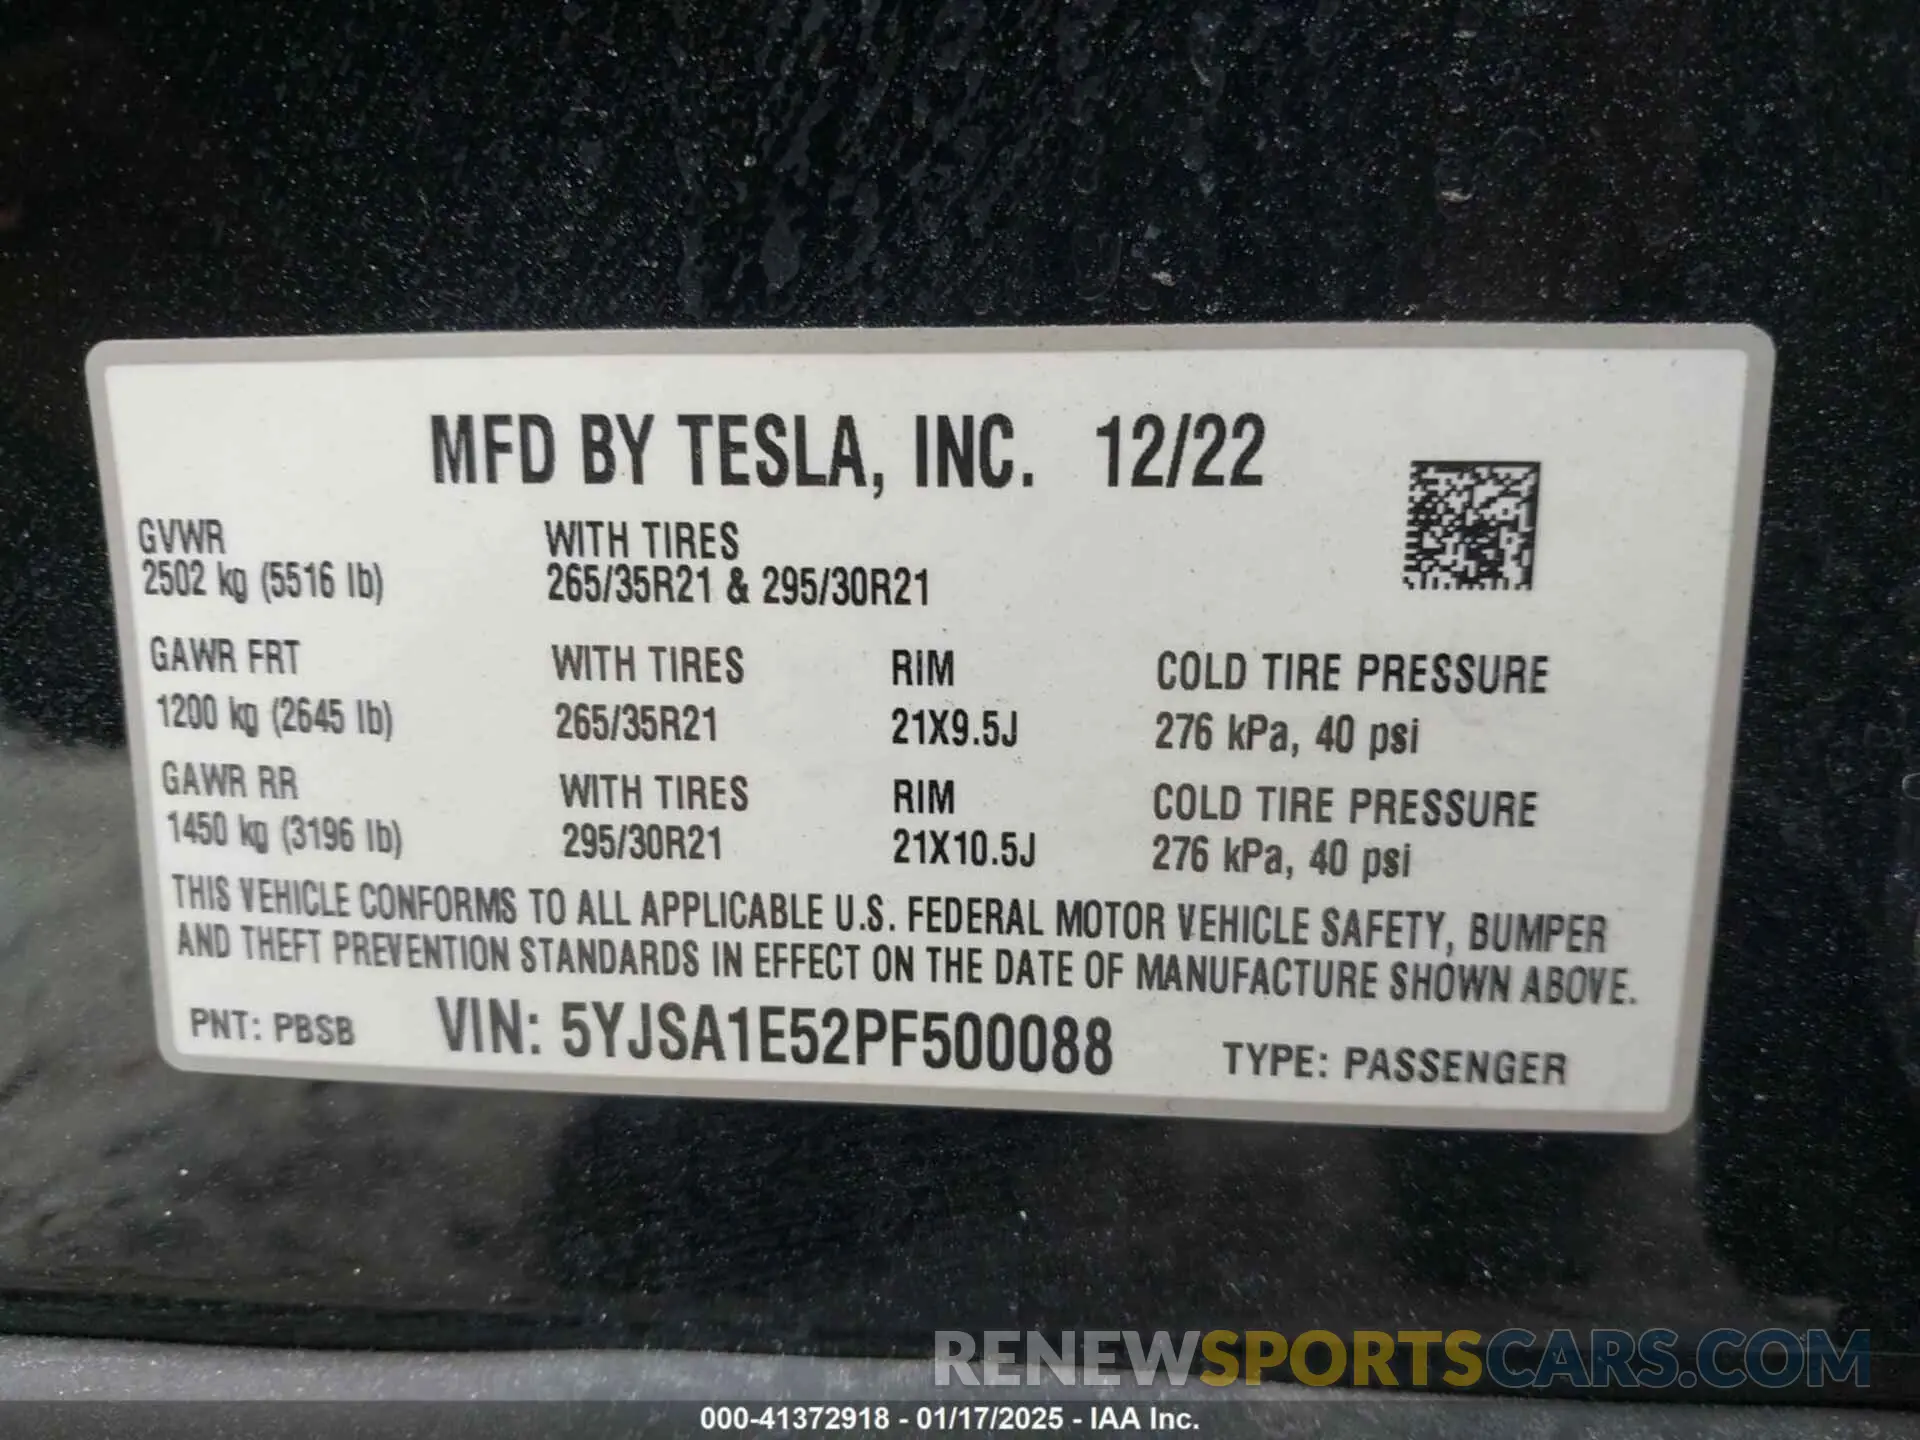 MFD BY TESLA, INC. 12/22
GVWR WITH TIRES
2502 kg (5516 lb) 265/35R21 & 295/30R21
GAWR FRT WITH TIRES RIM COLD TIRE PRESSURE
1200 kg (2645 lb) 265/35R21 21X9.5J 276 kPa, 40 psi
GAWR RR WITH TIRES RIM COLD TIRE PRESSURE
1450 kg (3196 lb) 295/30R21 21X10.5J 276 kPa, 40 psi
THIS VEHICLE CONFORMS TO ALL APPLICABLE U.S. FEDERAL MOTOR VEHICLE SAFETY, BUMPER
AND THEFT PREVENTION STANDARDS IN EFFECT ON THE DATE OF MANUFACTURE SHOWN ABOVE.
PNT: PBSB VIN: 5YJSA1E52PF500088 TYPE: PASSENGER
RENEWSPORTSCARS.COM
000-41372918 - 01/17/2025 - IAA Inc.